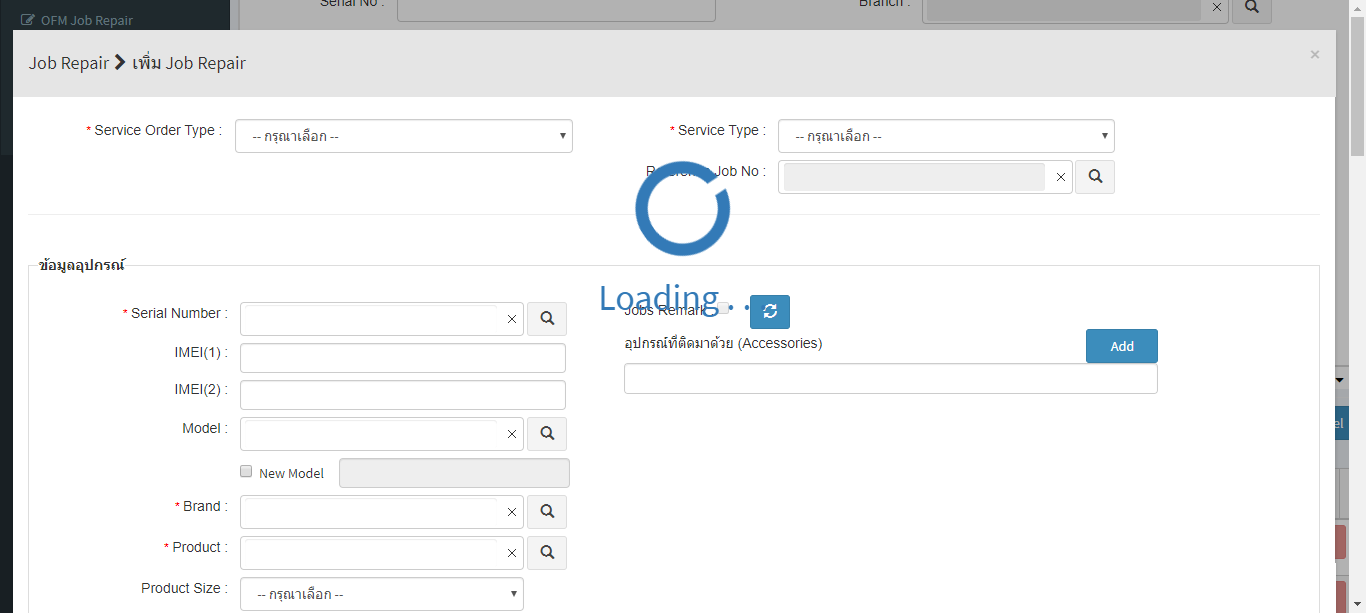 OFM Job Repair
Serial No :
Branch :
Job Repair เพิ่ม Job Repair
×
* Service Order Type :
-- กรุณาเลือก --
* Service Type :
-- กรุณาเลือก --
Job No :
ข้อมูลอุปกรณ์
Loading . .
* Serial Number :
Jobs Remark
IMEI(1) :
อุปกรณ์ที่ติดมาด้วย (Accessories)
Add
IMEI(2) :
Model :
New Model
* Brand :
* Product :
Product Size :
-- กรุณาเลือก --